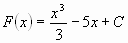 F(x) = x³/3 − 5x + C